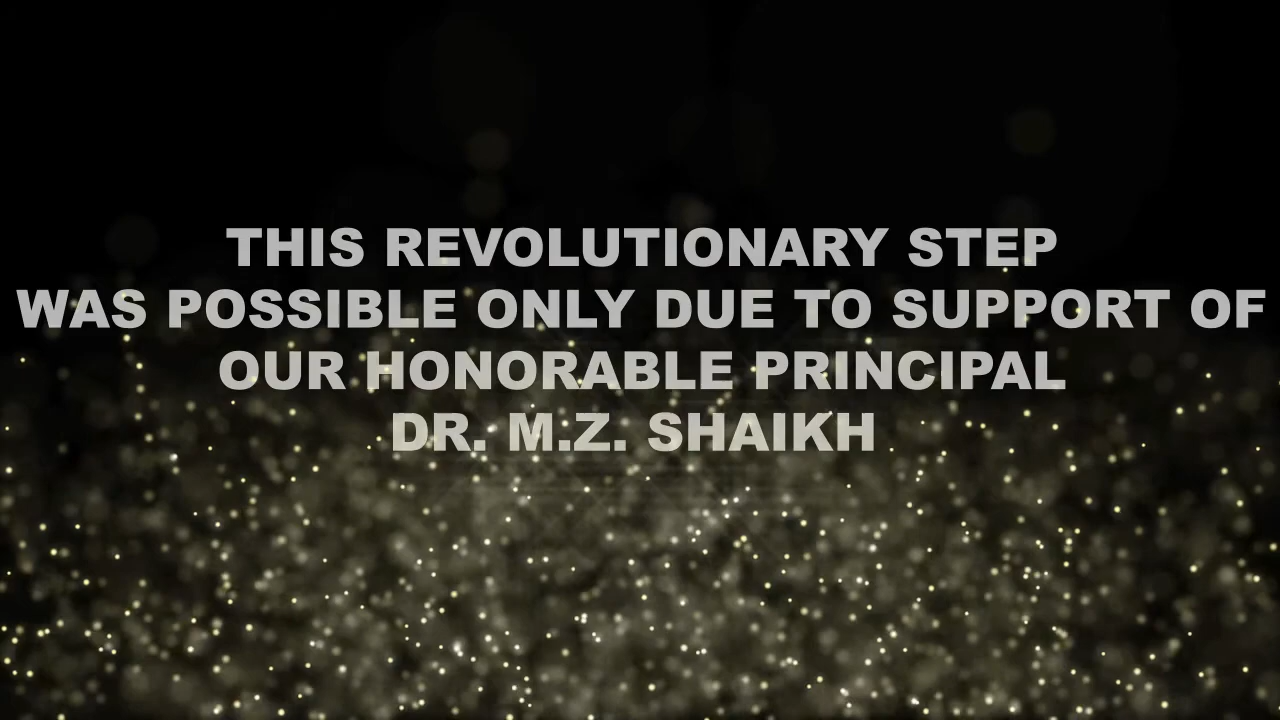 THIS REVOLUTIONARY STEP
WAS POSSIBLE ONLY DUE TO SUPPORT OF
OUR HONORABLE PRINCIPAL
DR. M.Z. SHAIKH